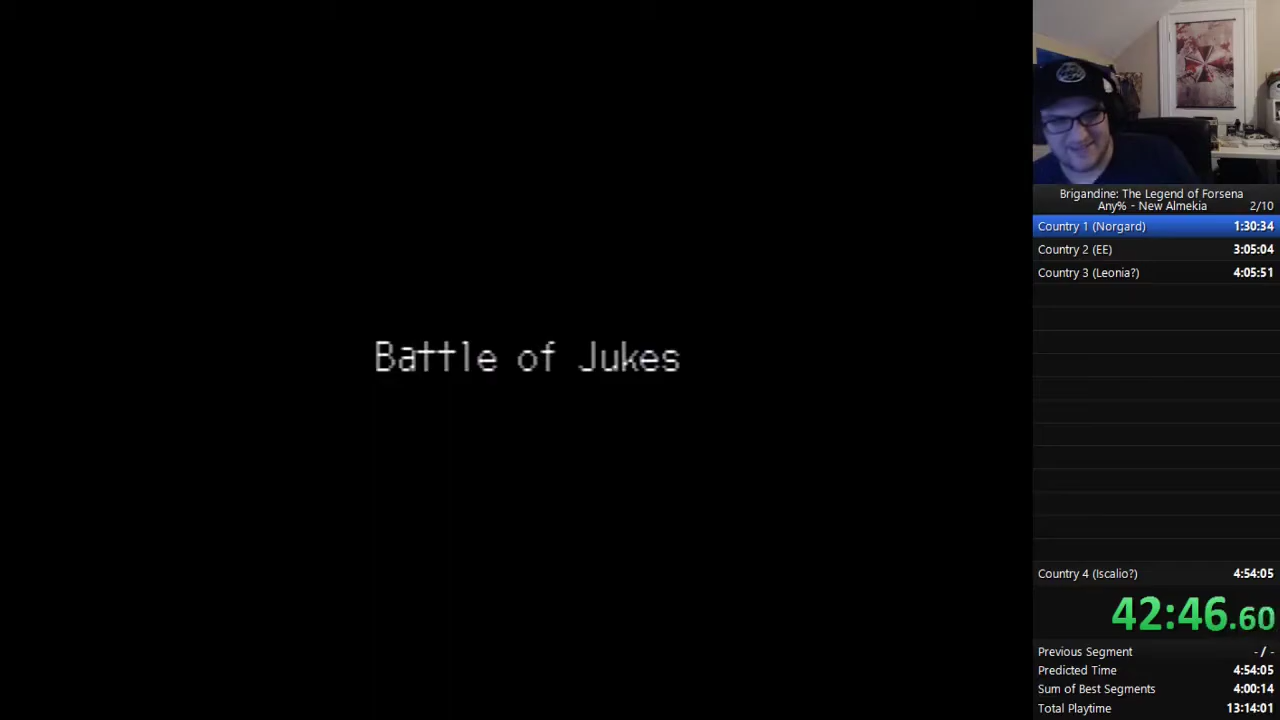 Battle of Jukes
Brigandine: The Legend of Forsena
Any% - New Almekia 2/10
Country 1 (Norgard) 1:30:34
Country 2 (EE) 3:05:04
Country 3 (Leonia?) 4:05:51
Country 4 (Iscalio?) 4:54:05
42:46.60
Previous Segment - / -
Predicted Time 4:54:05
Sum of Best Segments 4:00:14
Total Playtime 13:14:01